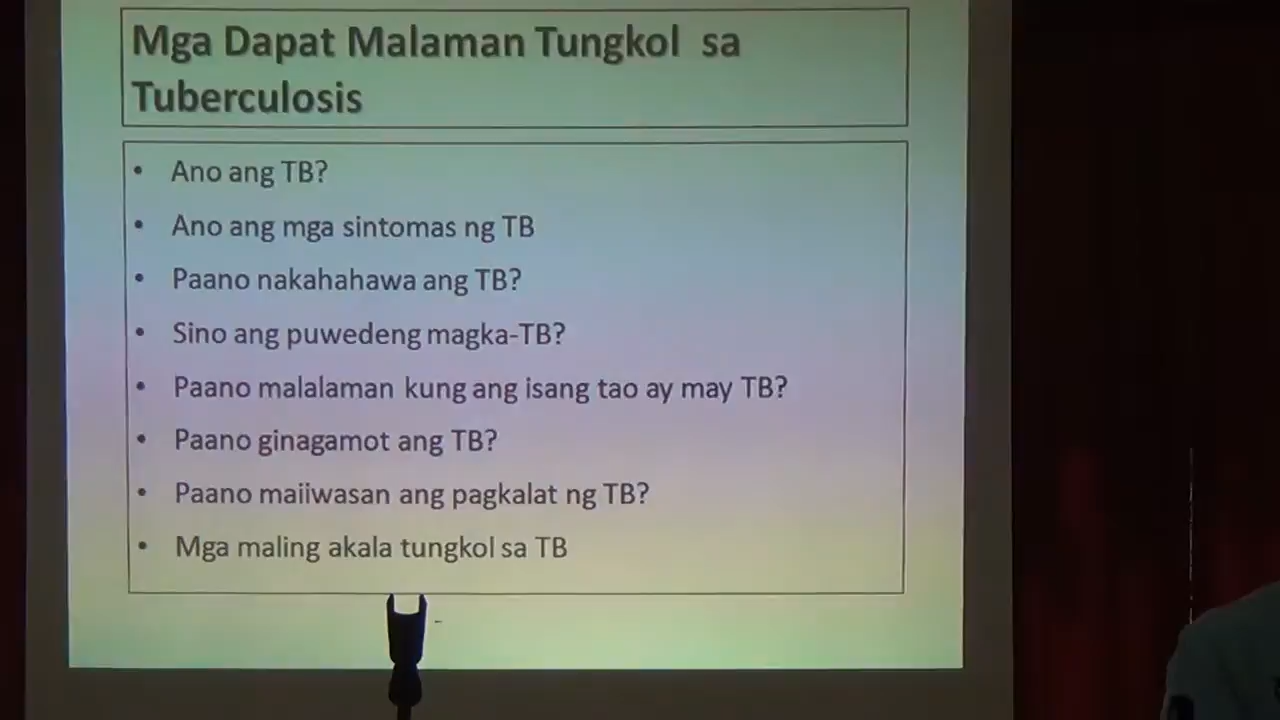 Mga Dapat Malaman Tungkol sa
Tuberculosis
• Ano ang TB?
• Ano ang mga sintomas ng TB
• Paano nakahahawa ang TB?
• Sino ang puwedeng magka-TB?
• Paano malalaman kung ang isang tao ay may TB?
• Paano ginagamot ang TB?
• Paano maiiwasan ang pagkalat ng TB?
• Mga maling akala tungkol sa TB